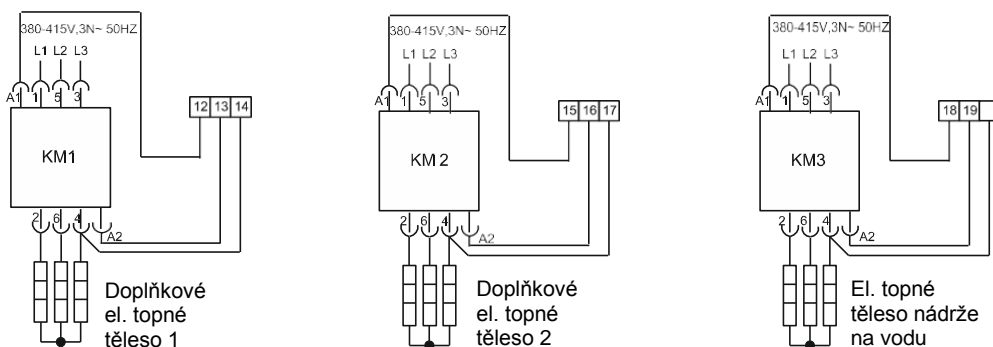 380-415V,3N~ 50HZ
L1 L2 L3
A1 1 5 3
12 13 14
KM1
2 6 4
A2
Doplňkové
el. topné
těleso 1
380-415V,3N~ 50HZ
L1 L2 L3
A1 1 5 3
15 16 17
KM 2
2 6 4
A2
Doplňkové
el. topné
těleso 2
380-415V,3N~ 50HZ
L1 L2 L3
A1 1 5 3
18 19
KM3
2 6 4
A2
El. topné
těleso nádrže
na vodu